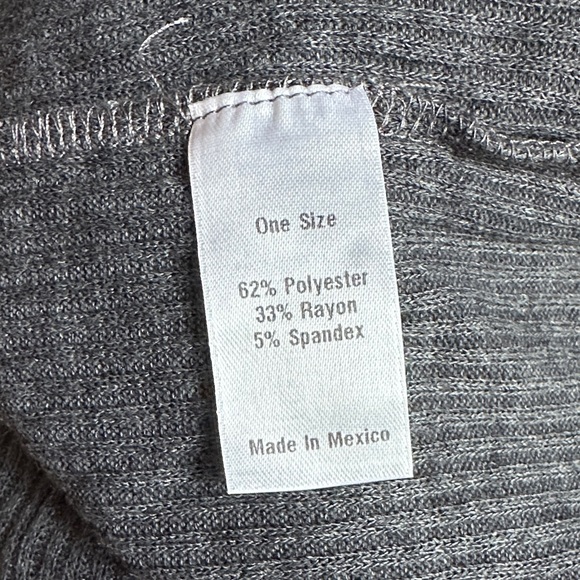 One Size
62% Polyester
33% Rayon
5% Spandex
Made In Mexico